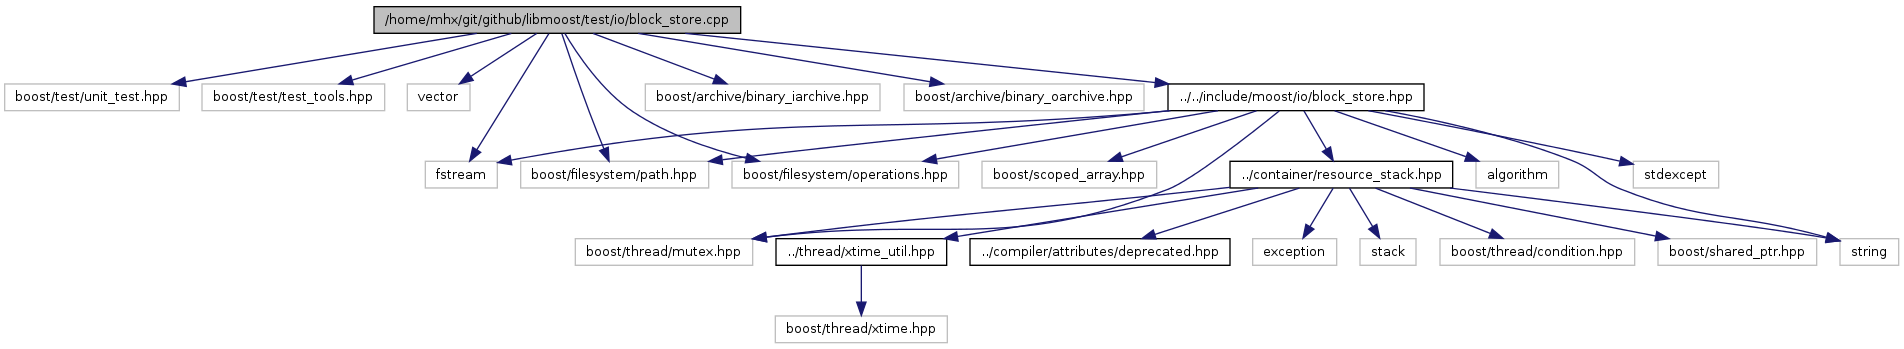 /home/mhx/git/github/libmoost/test/io/block_store.cpp
boost/test/unit_test.hpp
boost/test/test_tools.hpp
vector
boost/archive/binary_iarchive.hpp
boost/archive/binary_oarchive.hpp
../../include/moost/io/block_store.hpp
fstream
boost/filesystem/path.hpp
boost/filesystem/operations.hpp
boost/scoped_array.hpp
../container/resource_stack.hpp
algorithm
stdexcept
boost/thread/mutex.hpp
../thread/xtime_util.hpp
../compiler/attributes/deprecated.hpp
exception
stack
boost/thread/condition.hpp
boost/shared_ptr.hpp
string
boost/thread/xtime.hpp